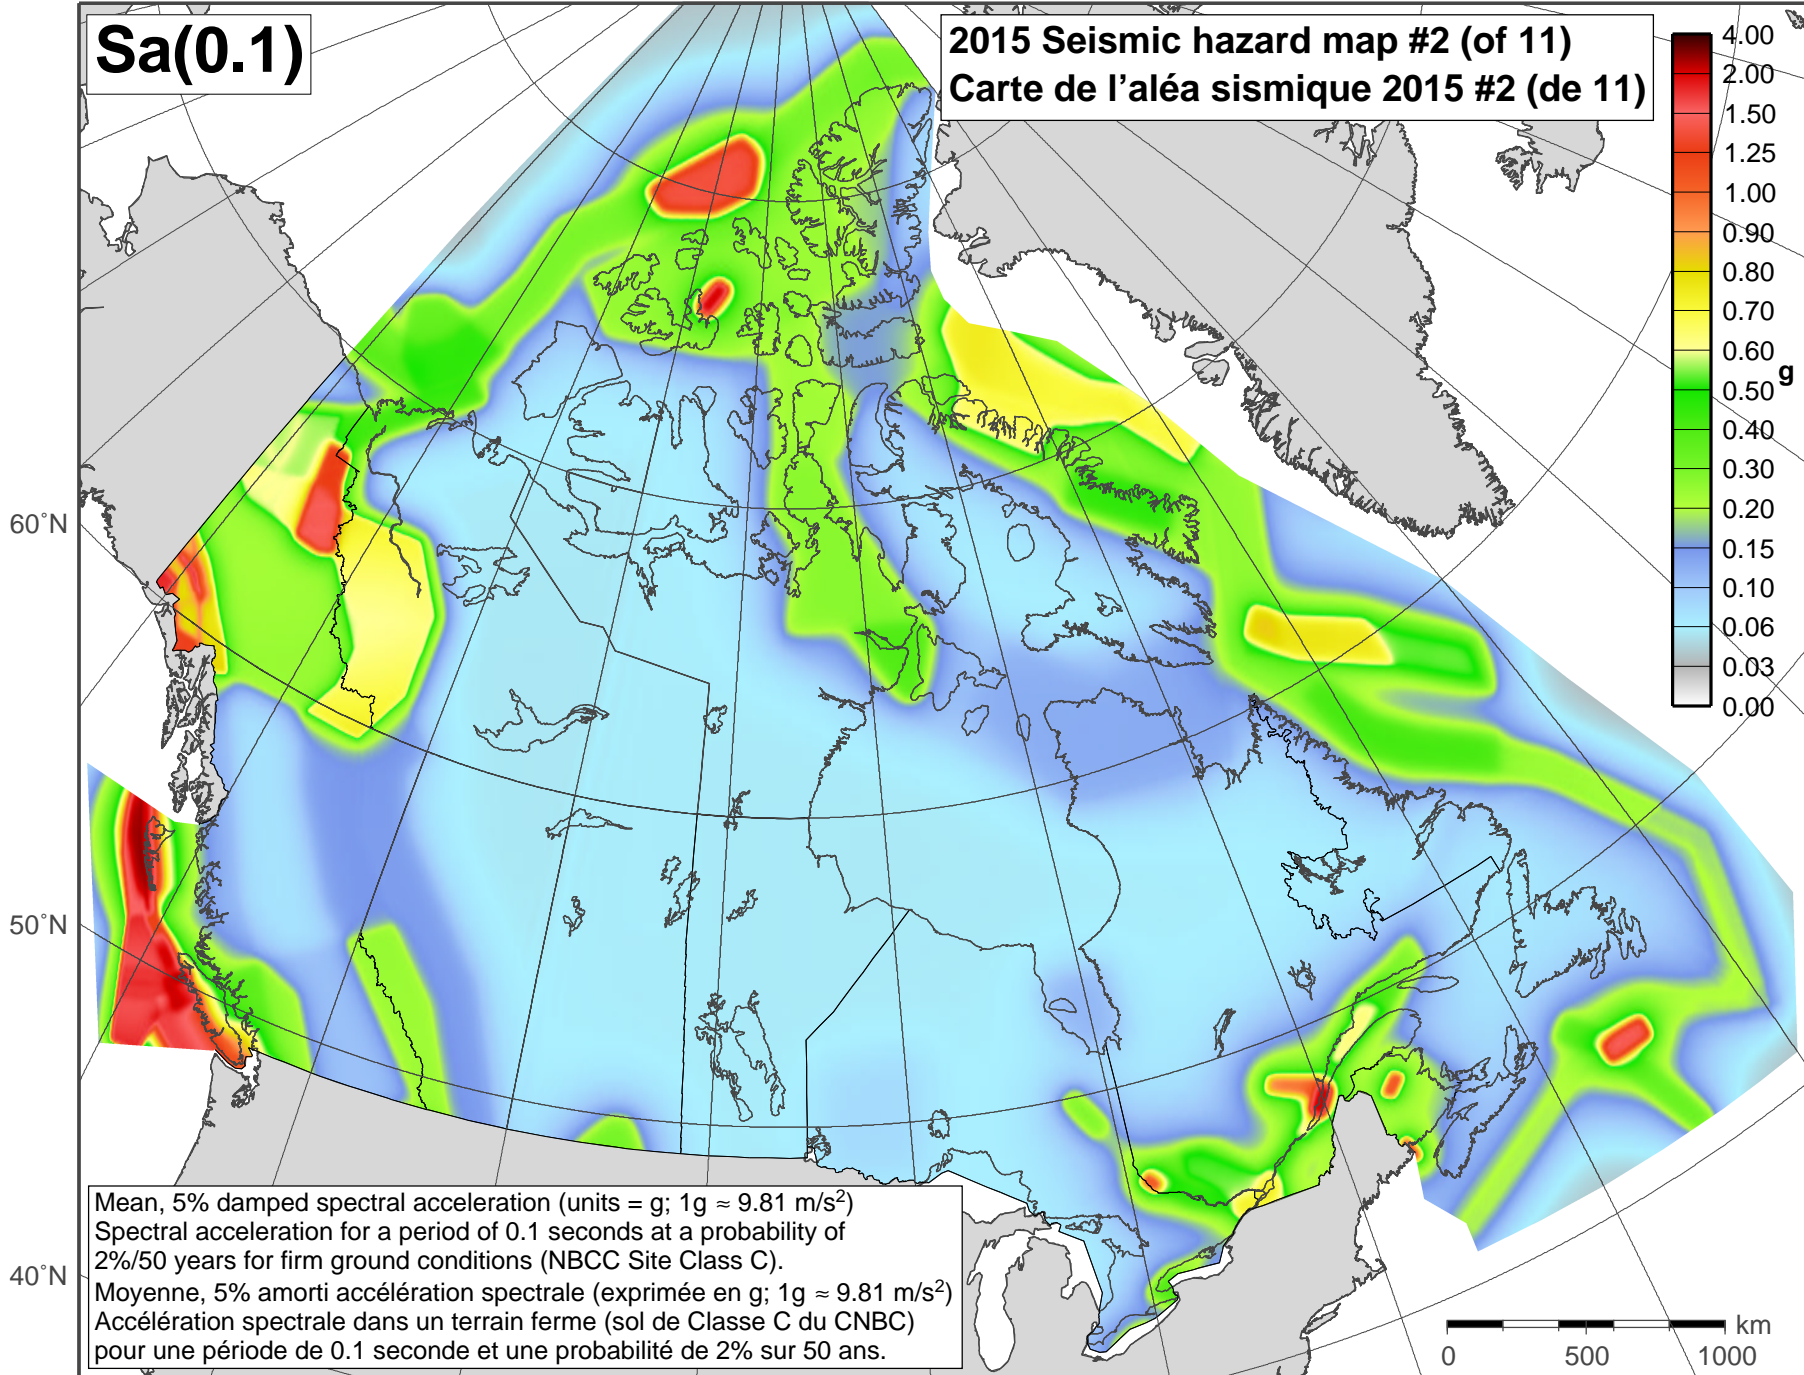 Sa(0.1)
2015 Seismic hazard map #2 (of 11)
Carte de l'aléa sismique 2015 #2 (de 11)
4.00
2.00
1.50
1.25
1.00
0.90
0.80
0.70
0.60
g
0.50
0.40
0.30
0.20
0.15
0.10
0.06
0.03
0.00
60°N
50°N
40°N
Mean, 5% damped spectral acceleration (units = g; 1g ≈ 9.81 m/s²)
Spectral acceleration for a period of 0.1 seconds at a probability of
2%/50 years for firm ground conditions (NBCC Site Class C).
Moyenne, 5% amorti accélération spectrale (exprimée en g; 1g ≈ 9.81 m/s²)
Accélération spectrale dans un terrain ferme (sol de Classe C du CNBC)
pour une période de 0.1 seconde et une probabilité de 2% sur 50 ans.
km
0 500 1000